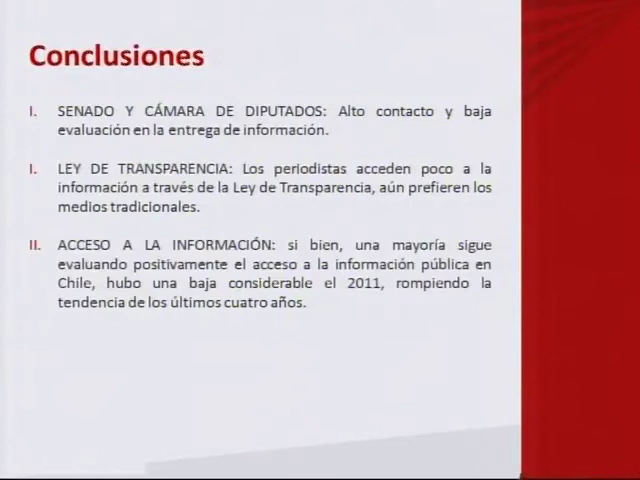 Conclusiones
I. SENADO Y CÁMARA DE DIPUTADOS: Alto contacto y baja
evaluación en la entrega de información.
I. LEY DE TRANSPARENCIA: Los periodistas acceden poco a la
información a través de la Ley de Transparencia, aún prefieren los
medios tradicionales.
II. ACCESO A LA INFORMACIÓN: si bien, una mayoría sigue
evaluando positivamente el acceso a la información pública en
Chile, hubo una baja considerable el 2011, rompiendo la
tendencia de los últimos cuatro años.